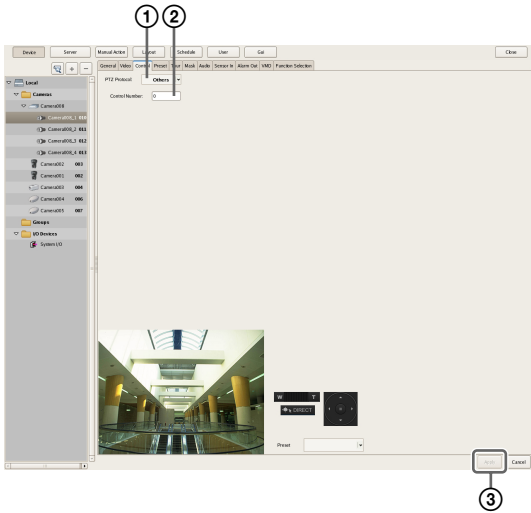 1 2
Device Server Manual Action Layout Schedule User Gui Close
General Video Control Preset Tour Mask Audio Sensor In Alarm Out VMD Function Selection
PTZ Protocol: Others
Control Number: 0
Local
Cameras
Camera008
Camera008_1 010
Camera008_2 011
Camera008_3 012
Camera008_4 013
Camera002 003
Camera001 002
Camera003 004
Camera004 006
Camera005 007
Groups
I/O Devices
System I/O
W T
DIRECT
Preset
Apply Cancel
3